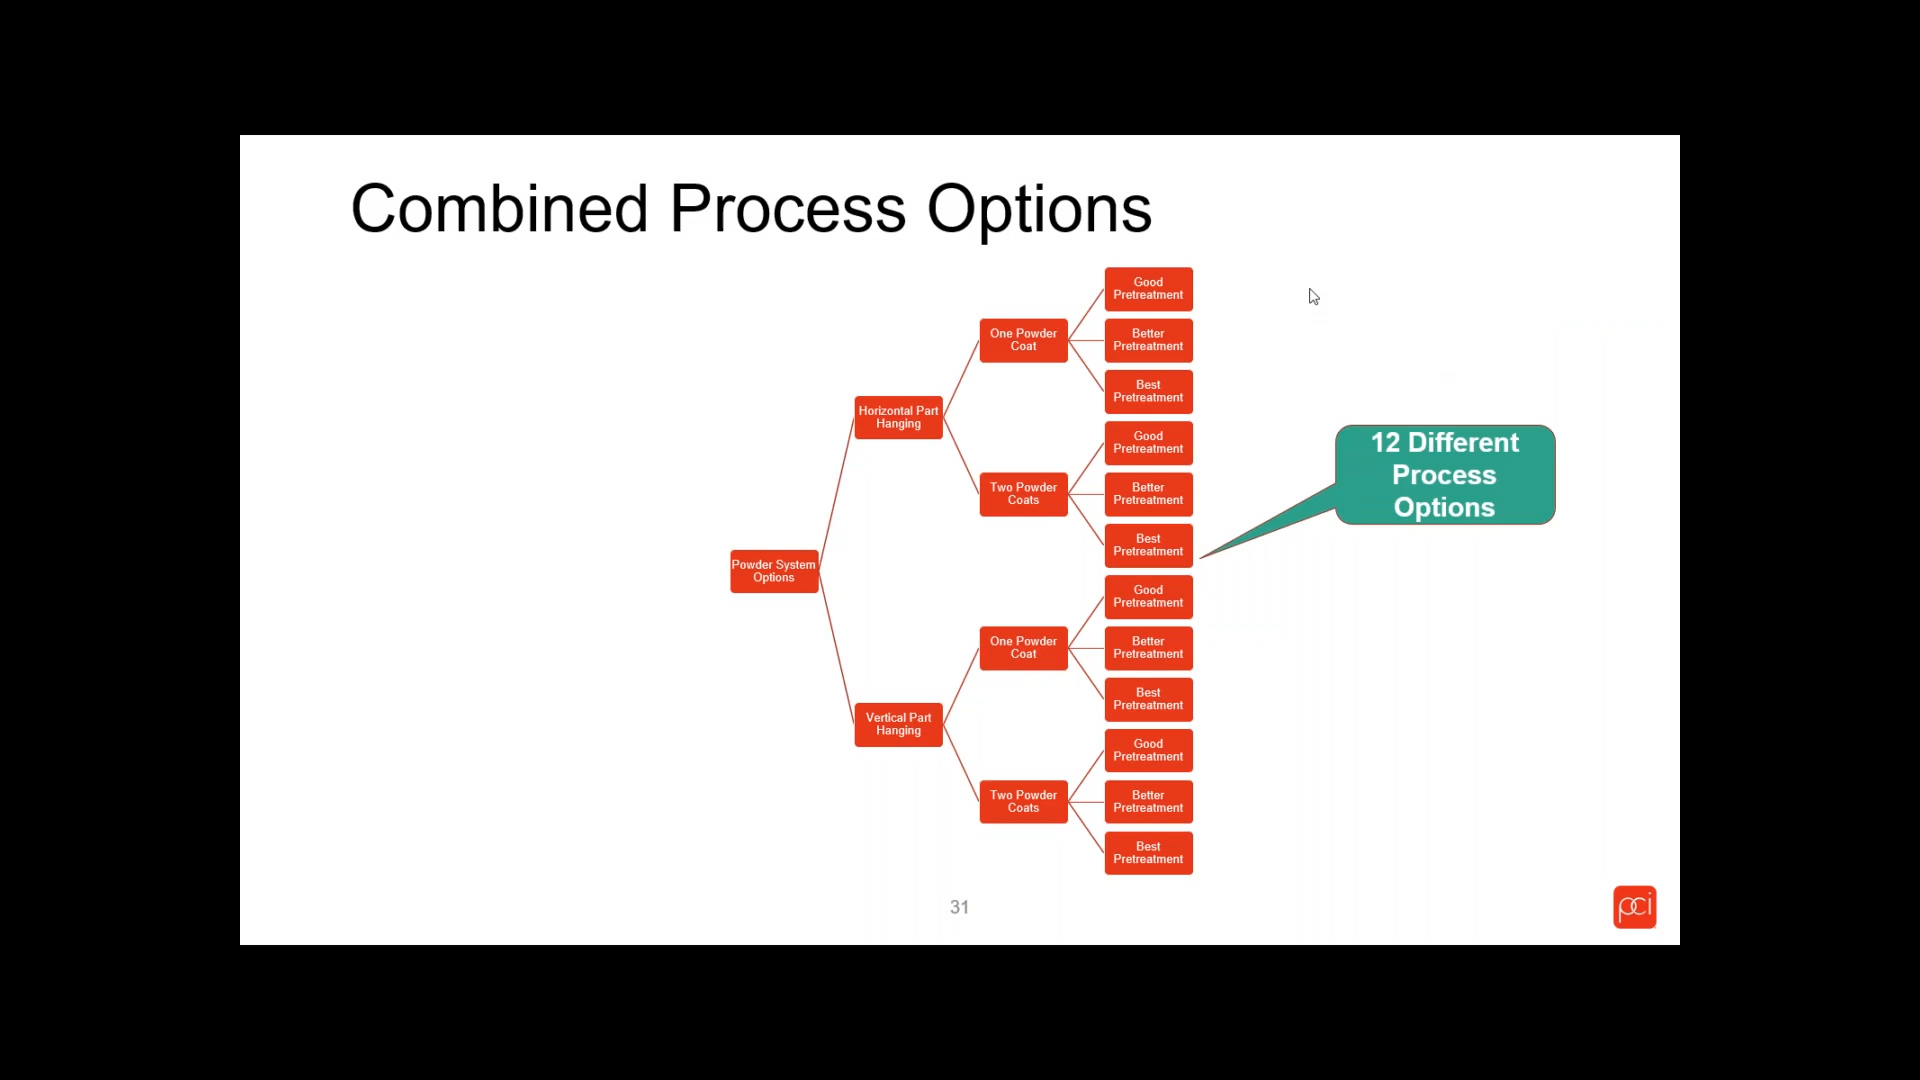 Combined Process Options
Good
Pretreatment
One Powder
Coat
Better
Pretreatment
Best
Pretreatment
Horizontal Part
Hanging
Good
Pretreatment
Two Powder
Coats
Better
Pretreatment
Best
Pretreatment
12 Different
Process
Options
Powder System
Options
Good
Pretreatment
One Powder
Coat
Better
Pretreatment
Best
Pretreatment
Vertical Part
Hanging
Good
Pretreatment
Two Powder
Coats
Better
Pretreatment
Best
Pretreatment
31
pci